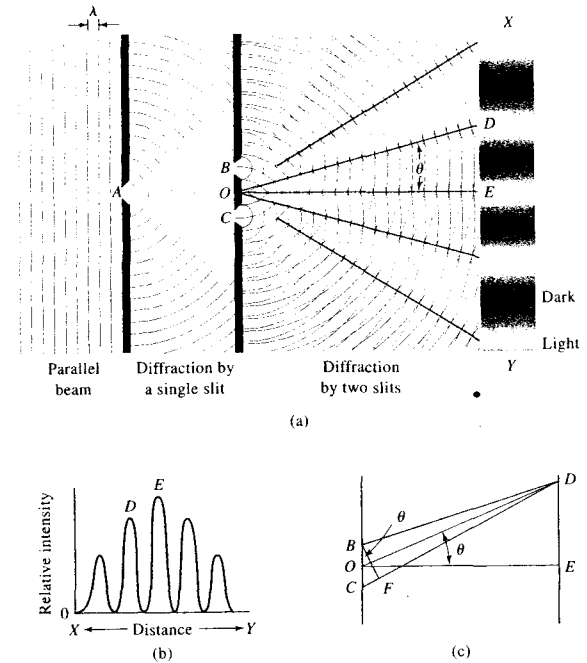 λ
X
D
B
A
O
θ
E
C
Dark
Light
Parallel
beam
Diffraction by
a single slit
Diffraction
by two slits
Y
(a)
Relative intensity
E
D
0
X
Distance
Y
(b)
D
θ
B
θ
O
E
C
F
(c)